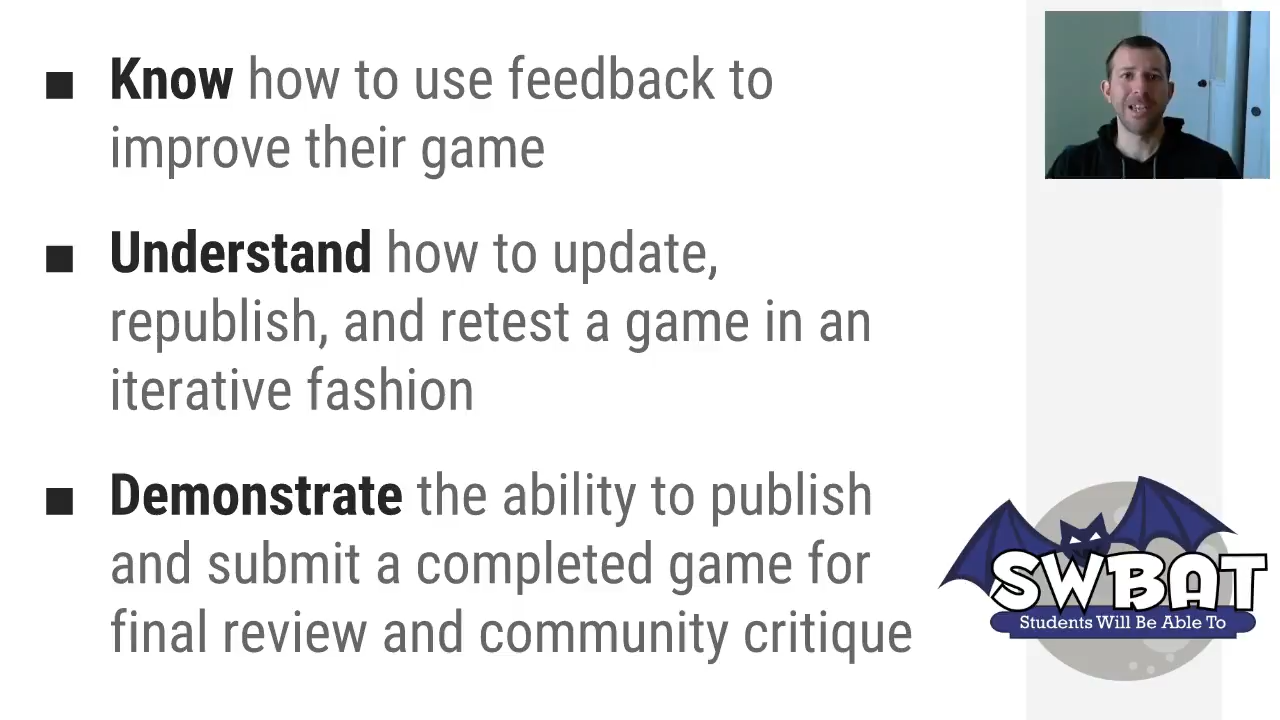 ■ Know how to use feedback to
improve their game
■ Understand how to update,
republish, and retest a game in an
iterative fashion
■ Demonstrate the ability to publish
and submit a completed game for
final review and community critique
SWBAT
Students Will Be Able To